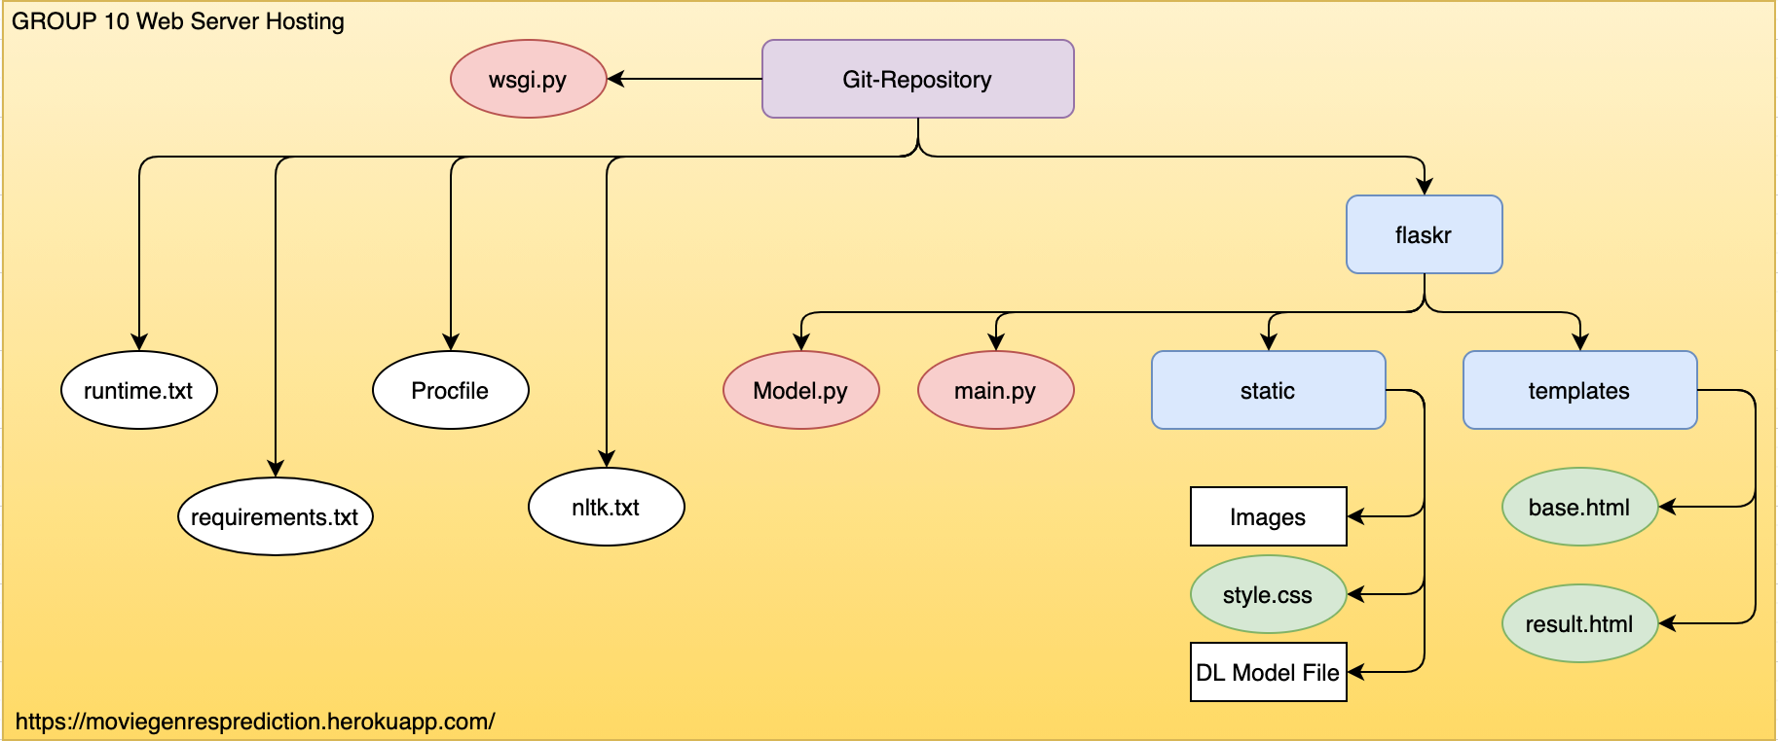 GROUP 10 Web Server Hosting
wsgi.py
Git-Repository
flaskr
runtime.txt
Procfile
Model.py
main.py
static
templates
requirements.txt
nltk.txt
Images
base.html
style.css
result.html
DL Model File
https://moviegenresprediction.herokuapp.com/